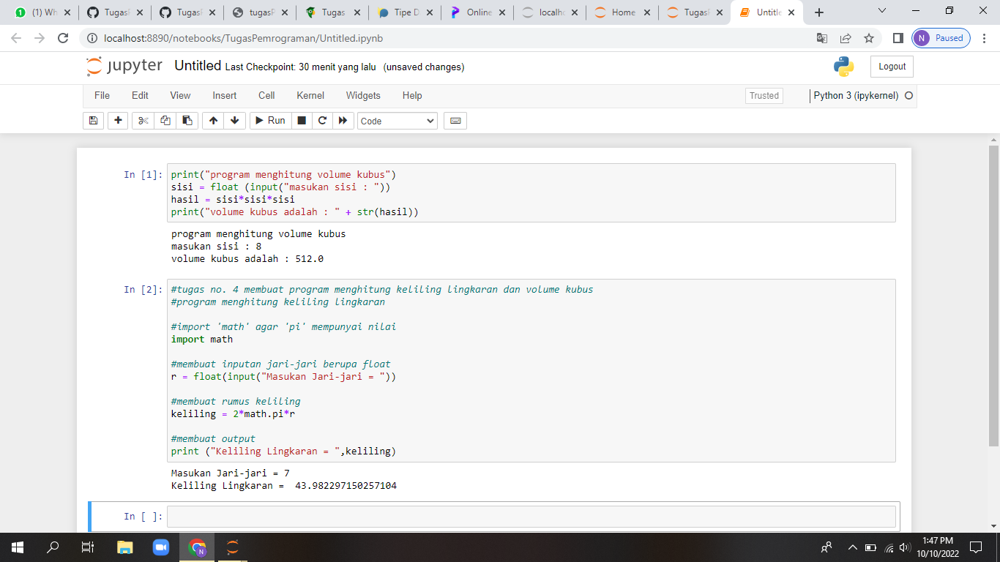 (1) Wh
Tugas
Tugas
tugasP
Tugas
Tipe D
Online
localho
Home
Tugas
Untitle
localhost:8890/notebooks/TugasPemrograman/Untitled.ipynb
N Paused
jupyter Untitled Last Checkpoint: 30 menit yang lalu (unsaved changes)
Logout
File Edit View Insert Cell Kernel Widgets Help
Trusted
Python 3 (ipykernel)
Run
Code
In [1]:
print("program menghitung volume kubus")
sisi = float (input("masukan sisi : "))
hasil = sisi*sisi*sisi
print("volume kubus adalah : " + str(hasil))
program menghitung volume kubus
masukan sisi : 8
volume kubus adalah : 512.0
In [2]:
#tugas no. 4 membuat program menghitung keliling lingkaran dan volume kubus
#program menghitung keliling lingkaran
#import 'math' agar 'pi' mempunyai nilai
import math
#membuat inputan jari-jari berupa float
r = float(input("Masukan Jari-jari = "))
#membuat rumus keliling
keliling = 2*math.pi*r
#membuat output
print ("Keliling Lingkaran = ",keliling)
Masukan Jari-jari = 7
Keliling Lingkaran =  43.982297150257104
In [ ]:
N
1:47 PM
10/10/2022